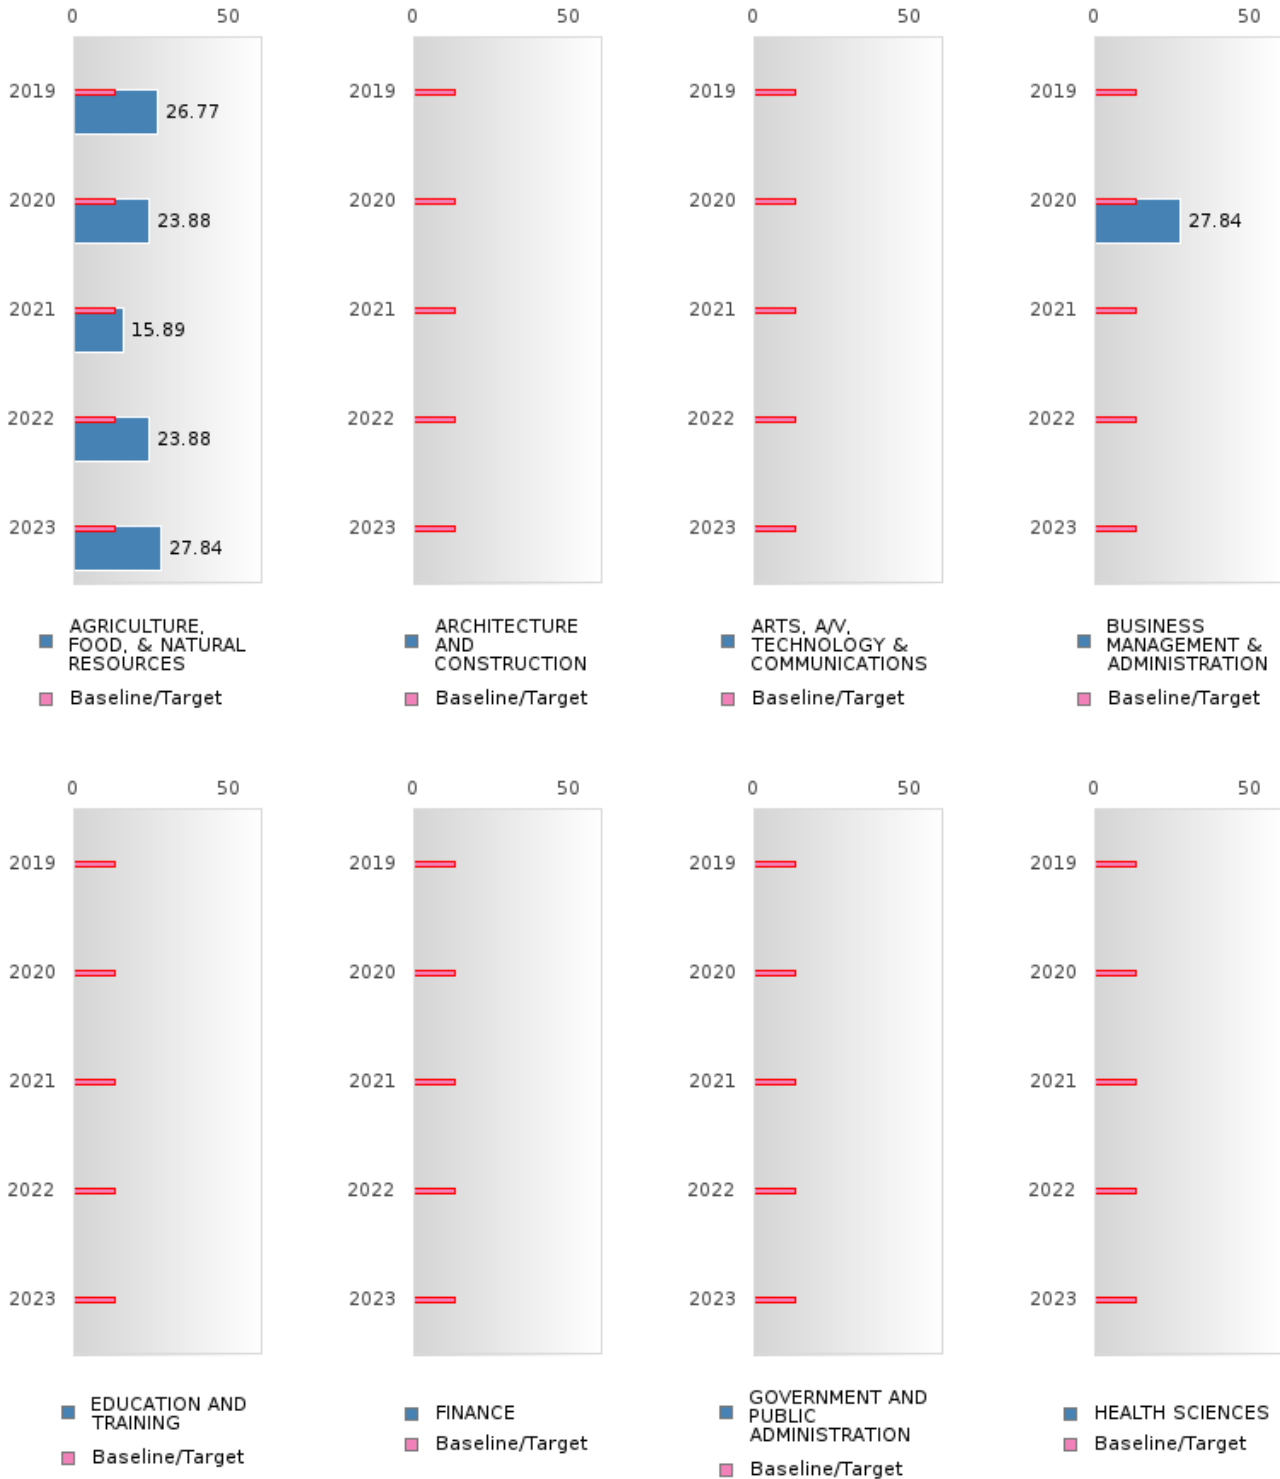 0 50
2019
26.77
2020
23.88
2021
15.89
2022
23.88
2023
27.84
AGRICULTURE,
FOOD, & NATURAL
RESOURCES
Baseline/Target
0 50
2019
2020
2021
2022
2023
ARCHITECTURE
AND
CONSTRUCTION
Baseline/Target
0 50
2019
2020
2021
2022
2023
ARTS, A/V,
TECHNOLOGY &
COMMUNICATIONS
Baseline/Target
0 50
2019
2020
27.84
2021
2022
2023
BUSINESS
MANAGEMENT &
ADMINISTRATION
Baseline/Target
0 50
2019
2020
2021
2022
2023
EDUCATION AND
TRAINING
Baseline/Target
0 50
2019
2020
2021
2022
2023
FINANCE
Baseline/Target
0 50
2019
2020
2021
2022
2023
GOVERNMENT AND
PUBLIC
ADMINISTRATION
Baseline/Target
0 50
2019
2020
2021
2022
2023
HEALTH SCIENCES
Baseline/Target